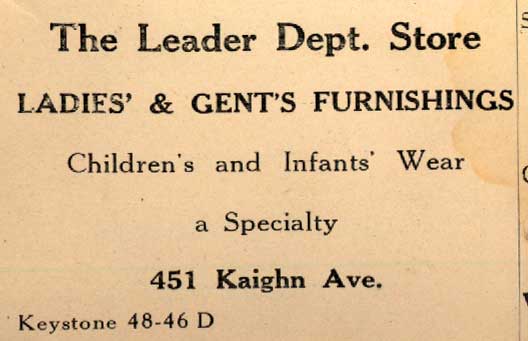 The Leader Dept. Store
LADIES' & GENT'S FURNISHINGS
Children's and Infants' Wear
a Specialty
451 Kaighn Ave.
Keystone 48-46 D